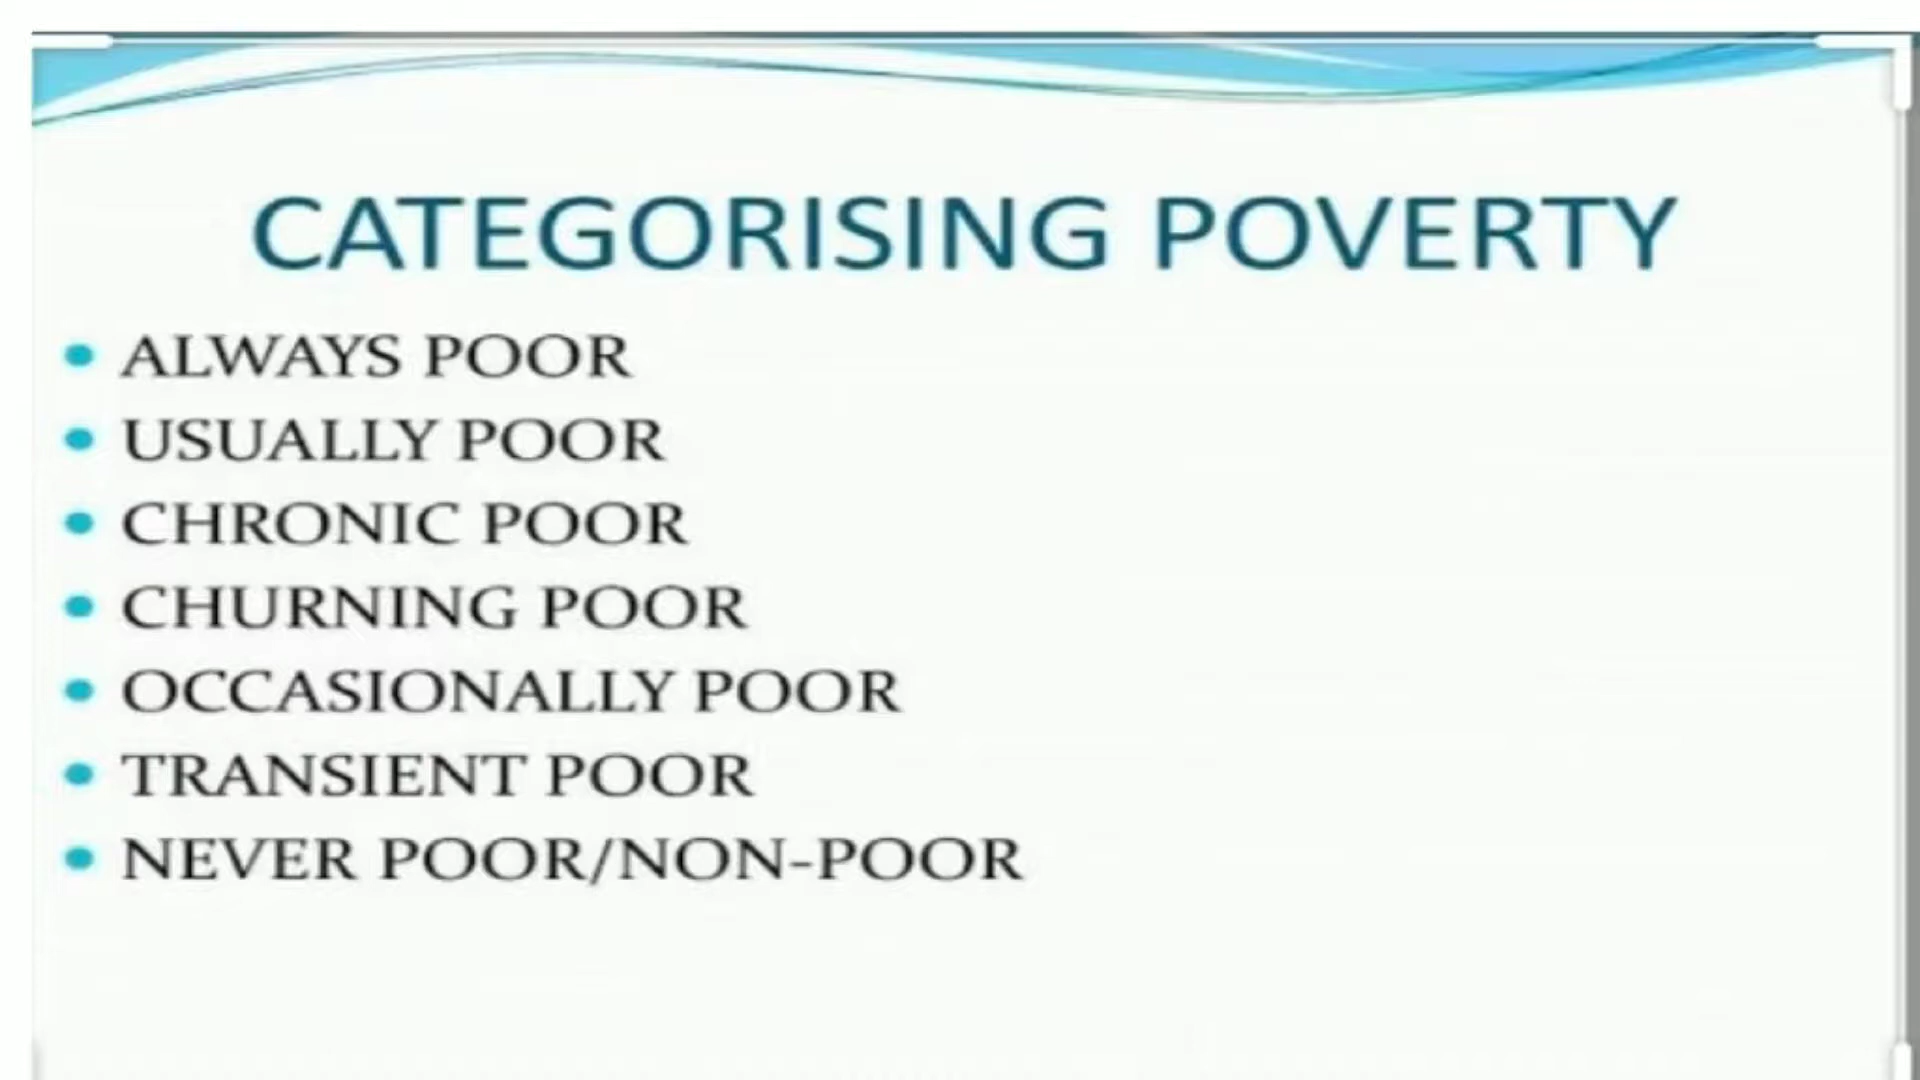 CATEGORISING POVERTY
ALWAYS POOR
USUALLY POOR
CHRONIC POOR
CHURNING POOR
OCCASIONALLY POOR
TRANSIENT POOR
NEVER POOR/NON-POOR